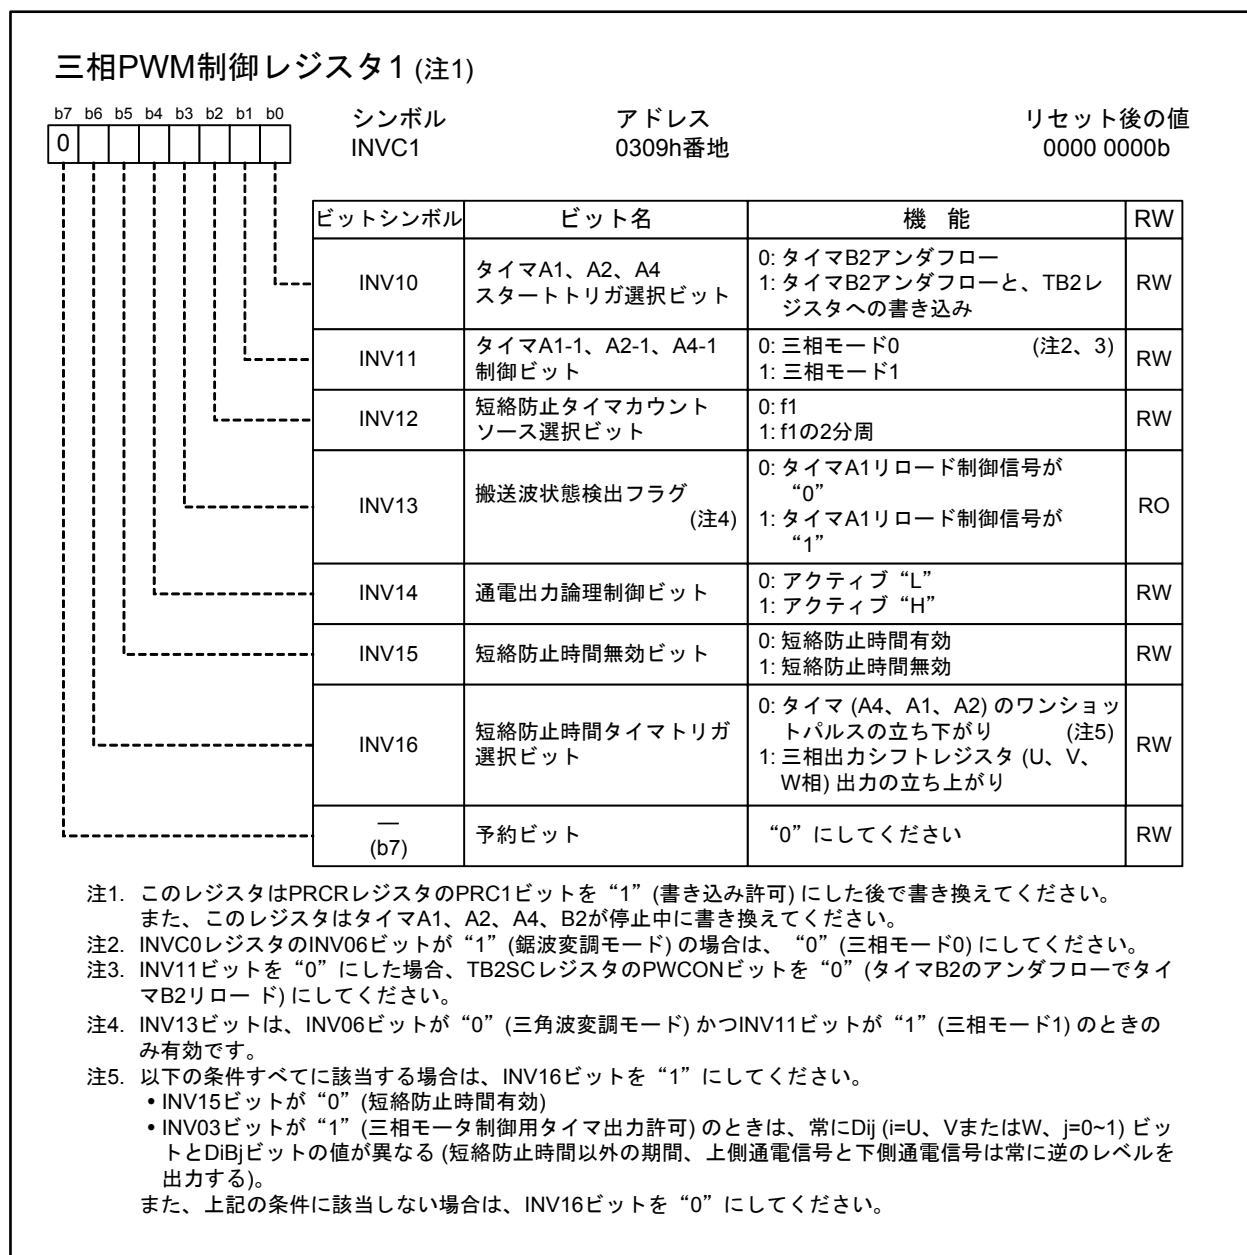 三相PWM制御レジスタ1 (注1)
b7 b6 b5 b4 b3 b2 b1 b0
0
シンボル アドレス リセット後の値
INVC1 0309h番地 0000 0000b
ビットシンボル ビット名 機 能 RW
INV10
タイマA1、A2、A4
スタートトリガ選択ビット
0: タイマB2アンダフロー
1: タイマB2アンダフローと、TB2レ
ジスタへの書き込み
RW
INV11
タイマA1-1、A2-1、A4-1
制御ビット
0: 三相モード0 (注2、3)
1: 三相モード1
RW
INV12
短絡防止タイマカウント
ソース選択ビット
0: f1
1: f1の2分周
RW
INV13
搬送波状態検出フラグ
(注4)
0: タイマA1リロード制御信号が
“0”
1: タイマA1リロード制御信号が
“1”
RO
INV14
通電出力論理制御ビット
0: アクティブ“L”
1: アクティブ“H”
RW
INV15
短絡防止時間無効ビット
0: 短絡防止時間有効
1: 短絡防止時間無効
RW
INV16
短絡防止時間タイマトリガ
選択ビット
0: タイマ (A4、A1、A2) のワンショッ
トパルスの立ち下がり (注5)
1: 三相出力シフトレジスタ (U、V、
W相) 出力の立ち上がり
RW
—
(b7)
予約ビット
“0”にしてください
RW
注1. このレジスタはPRCRレジスタのPRC1ビットを“1”(書き込み許可) にした後で書き換えてください。
また、このレジスタはタイマA1、A2、A4、B2が停止中に書き換えてください。
注2. INVC0レジスタのINV06ビットが“1”(鋸波変調モード) の場合は、“0”(三相モード0) にしてください。
注3. INV11ビットを“0”にした場合、TB2SCレジスタのPWCONビットを“0”(タイマB2のアンダフローでタイ
マB2リロー ド) にしてください。
注4. INV13ビットは、INV06ビットが“0”(三角波変調モード) かつINV11ビットが“1”(三相モード1) のときの
み有効です。
注5. 以下の条件すべてに該当する場合は、INV16ビットを“1”にしてください。
• INV15ビットが“0”(短絡防止時間有効)
• INV03ビットが“1”(三相モータ制御用タイマ出力許可) のときは、常にDij (i=U、VまたはW、j=0~1) ビッ
トとDiBjビットの値が異なる (短絡防止時間以外の期間、上側通電信号と下側通電信号は常に逆のレベルを
出力する)。
また、上記の条件に該当しない場合は、INV16ビットを“0”にしてください。